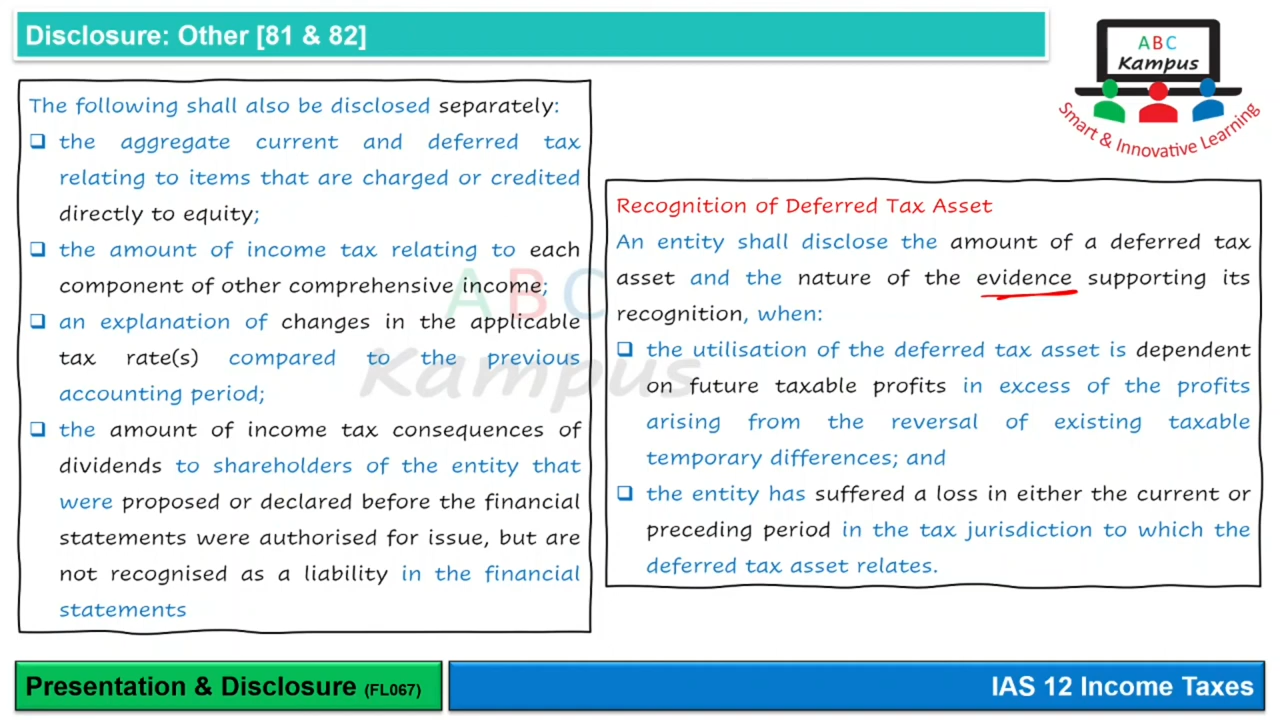 Disclosure: Other [81 & 82]
ABC
Kampus
Smart & Innovative Learning
The following shall also be disclosed separately:
❑ the aggregate current and deferred tax
relating to items that are charged or credited
directly to equity;
❑ the amount of income tax relating to each
component of other comprehensive income;
❑ an explanation of changes in the applicable
tax rate(s) compared to the previous
accounting period;
❑ the amount of income tax consequences of
dividends to shareholders of the entity that
were proposed or declared before the financial
statements were authorised for issue, but are
not recognised as a liability in the financial
statements
Recognition of Deferred Tax Asset
An entity shall disclose the amount of a deferred tax
asset and the nature of the evidence supporting its
recognition, when:
❑ the utilisation of the deferred tax asset is dependent
on future taxable profits in excess of the profits
arising from the reversal of existing taxable
temporary differences; and
❑ the entity has suffered a loss in either the current or
preceding period in the tax jurisdiction to which the
deferred tax asset relates.
ABC
Kampus
Presentation & Disclosure (FL067)
IAS 12 Income Taxes